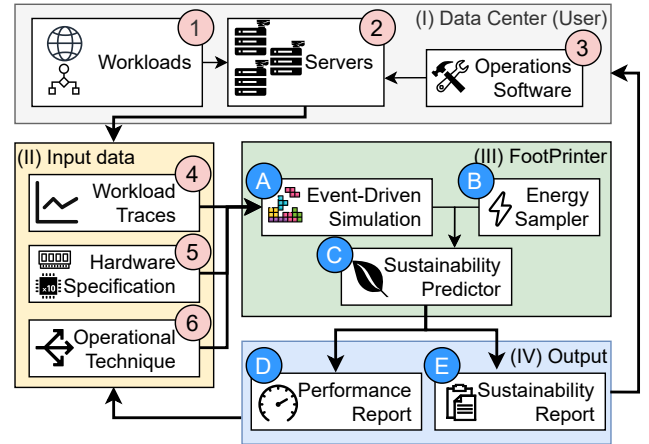 (I) Data Center (User)
1
Workloads
2
Servers
3
Operations
Software
(II) Input data
4
Workload
Traces
5
Hardware
Specification
x10
6
Operational
Technique
(III) FootPrinter
A
Event-Driven
Simulation
B
Energy
Sampler
C
Sustainability
Predictor
(IV) Output
D
Performance
Report
E
Sustainability
Report